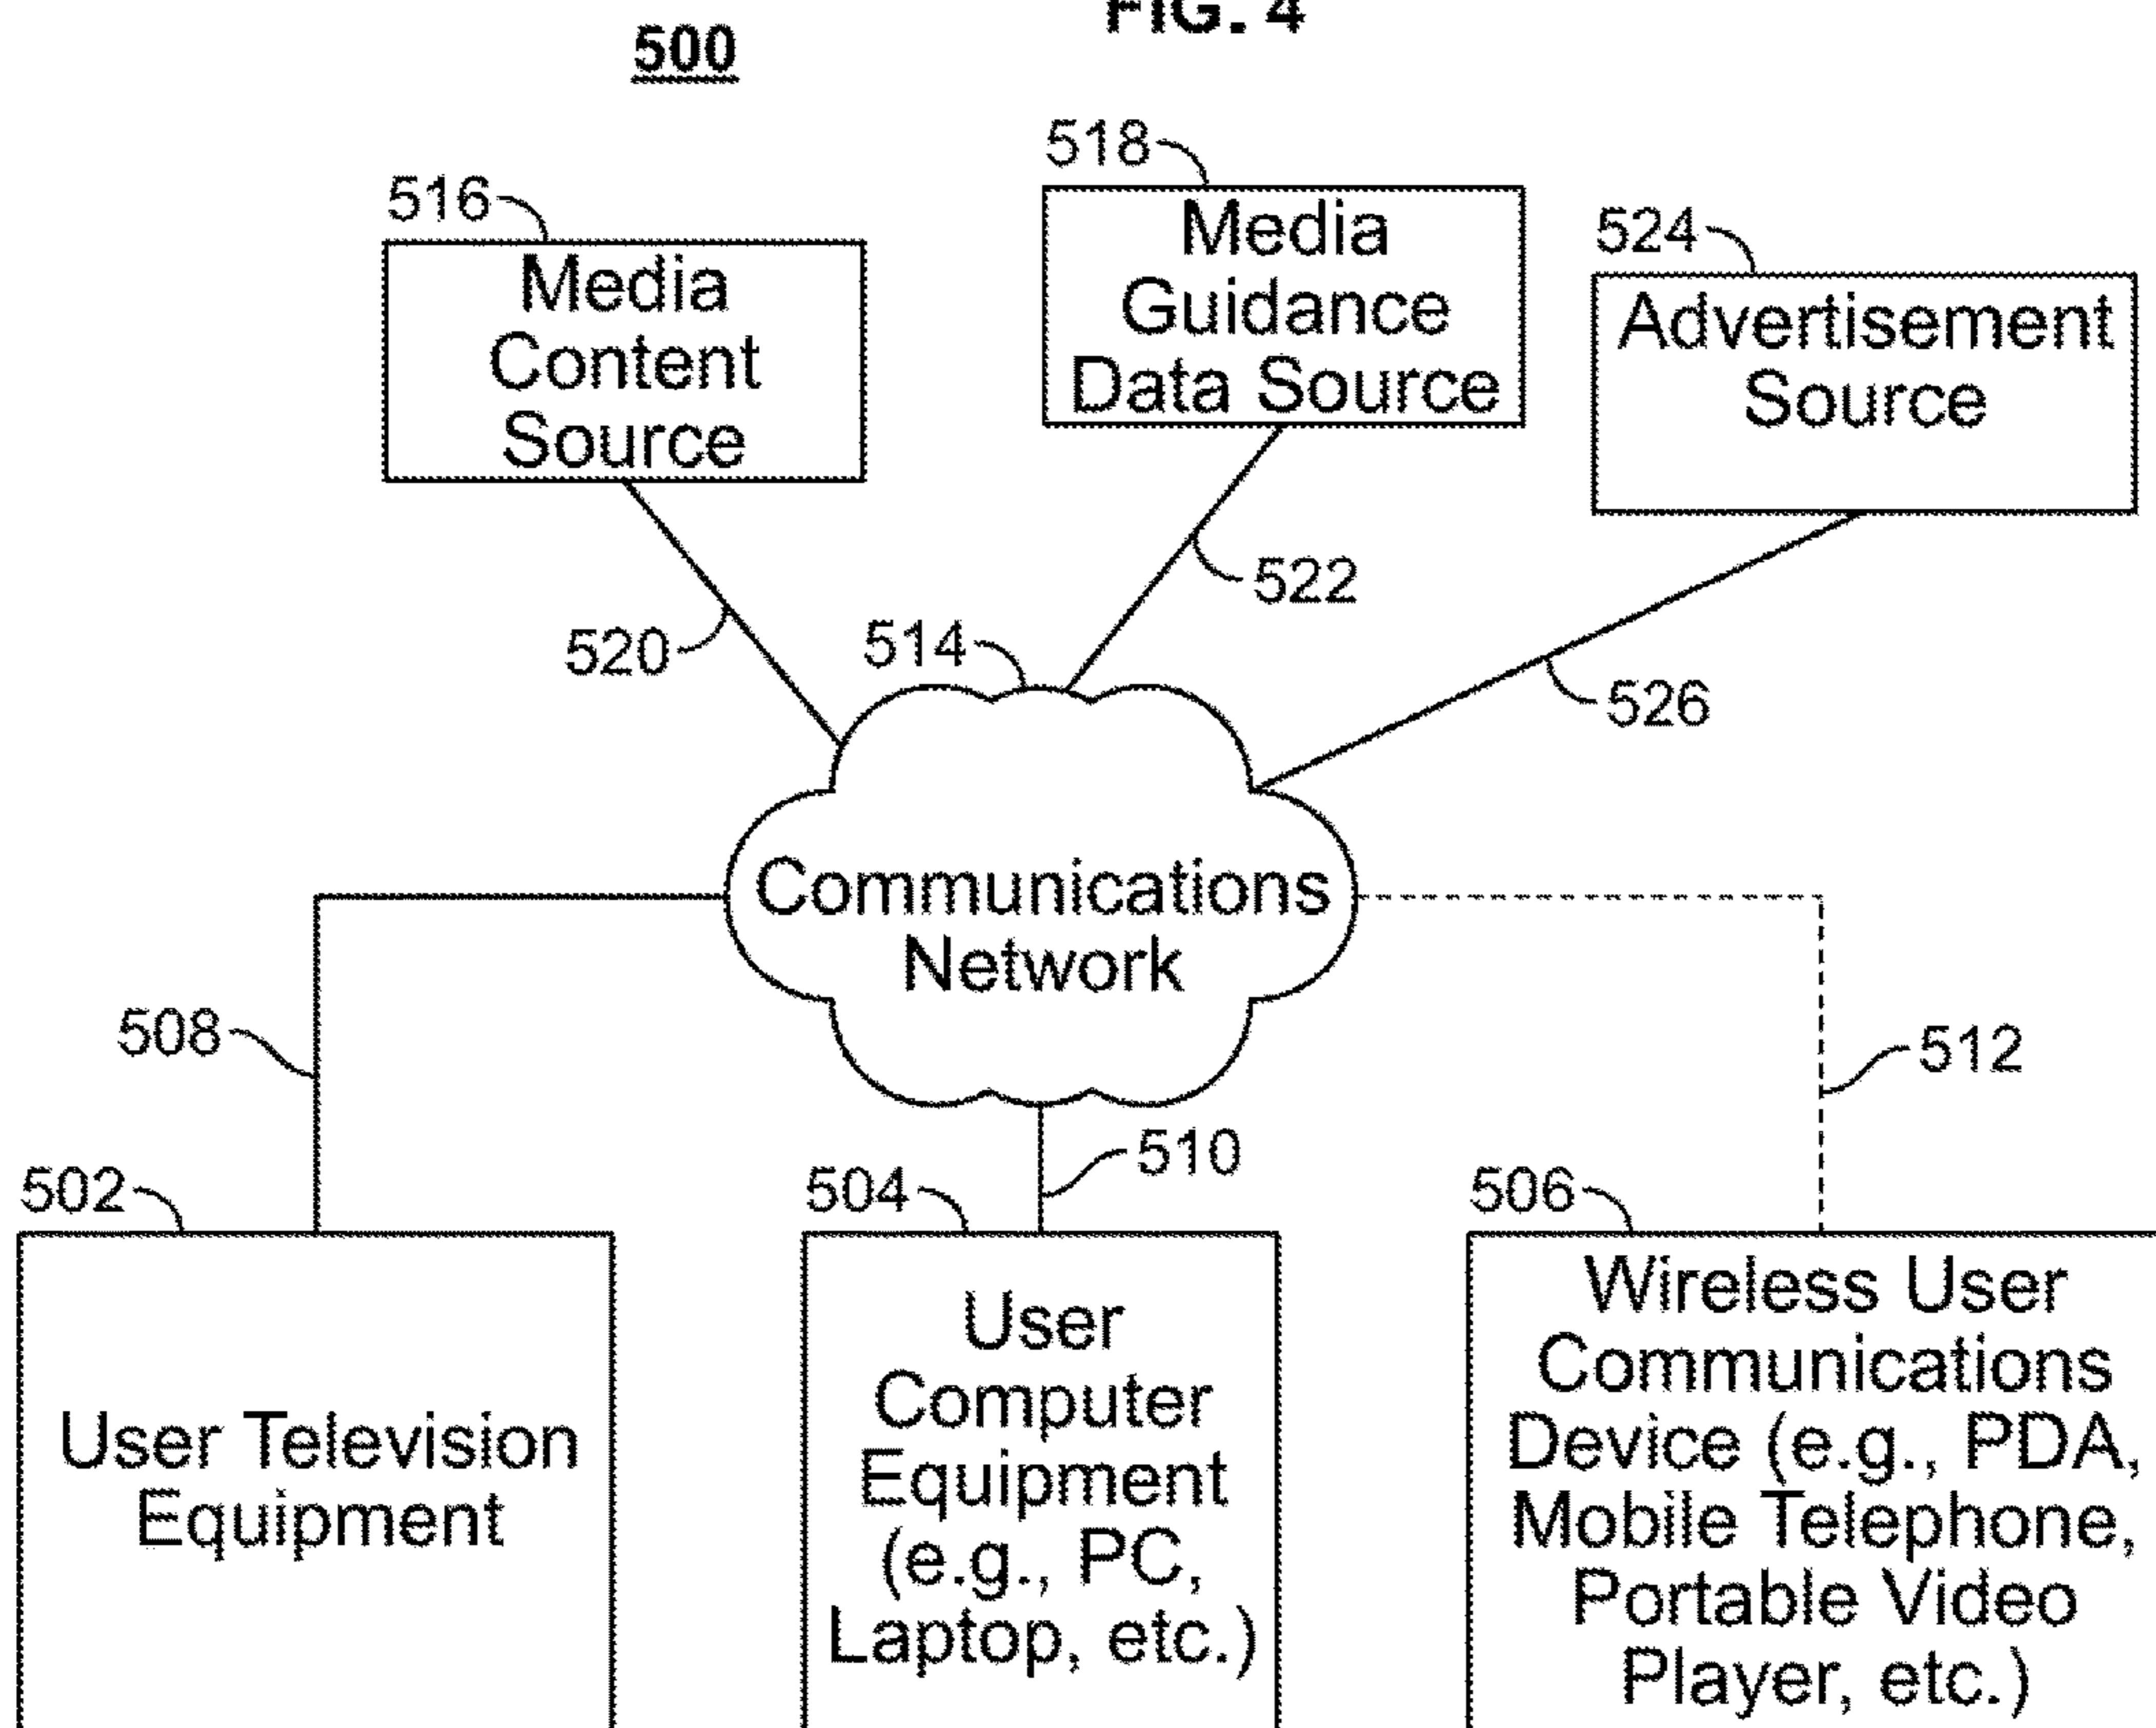 FIG. 4
500
518
516
524
Media
Guidance
Data Source
Media
Content
Source
Advertisement
Source
522
520
514
526
Communications
Network
508
512
510
502
504
506
User Television
Equipment
User
Computer
Equipment
(e.g., PC,
Laptop, etc.)
Wireless User
Communications
Device (e.g., PDA,
Mobile Telephone,
Portable Video
Player, etc.)